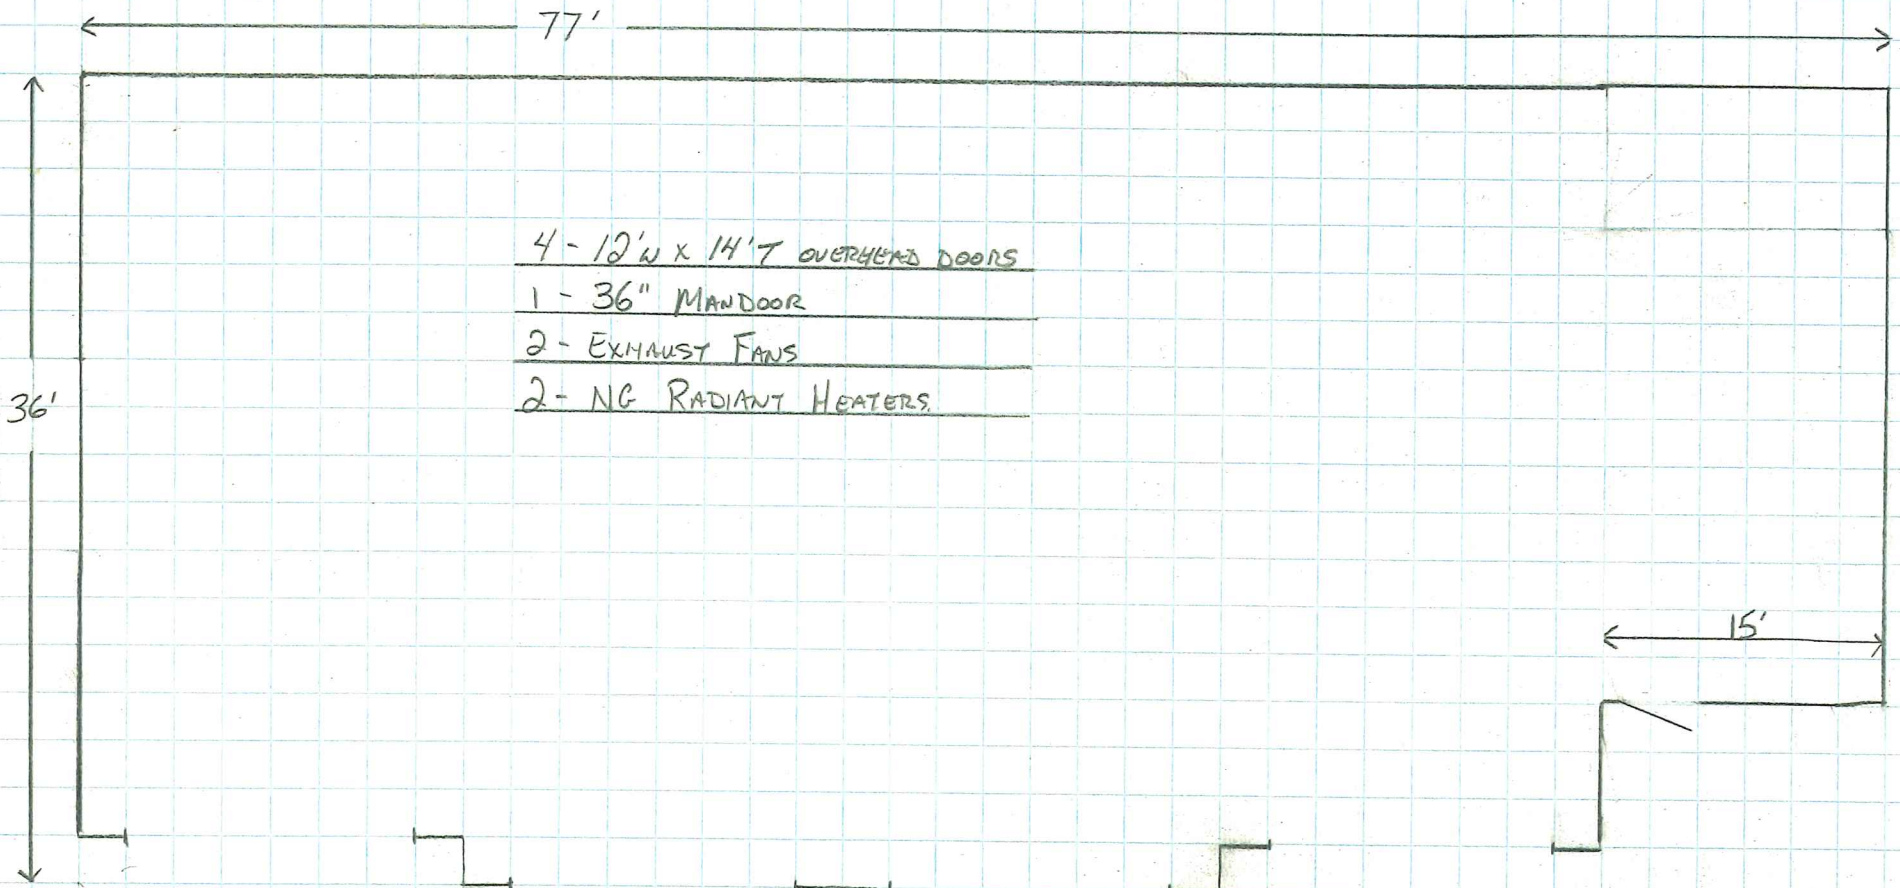 77'
4 - 12'W X 14'T OVERHEAD DOORS
1 - 36" MANDOOR
2 - EXHAUST FANS
2 - NG RADIANT HEATERS
36'
15'